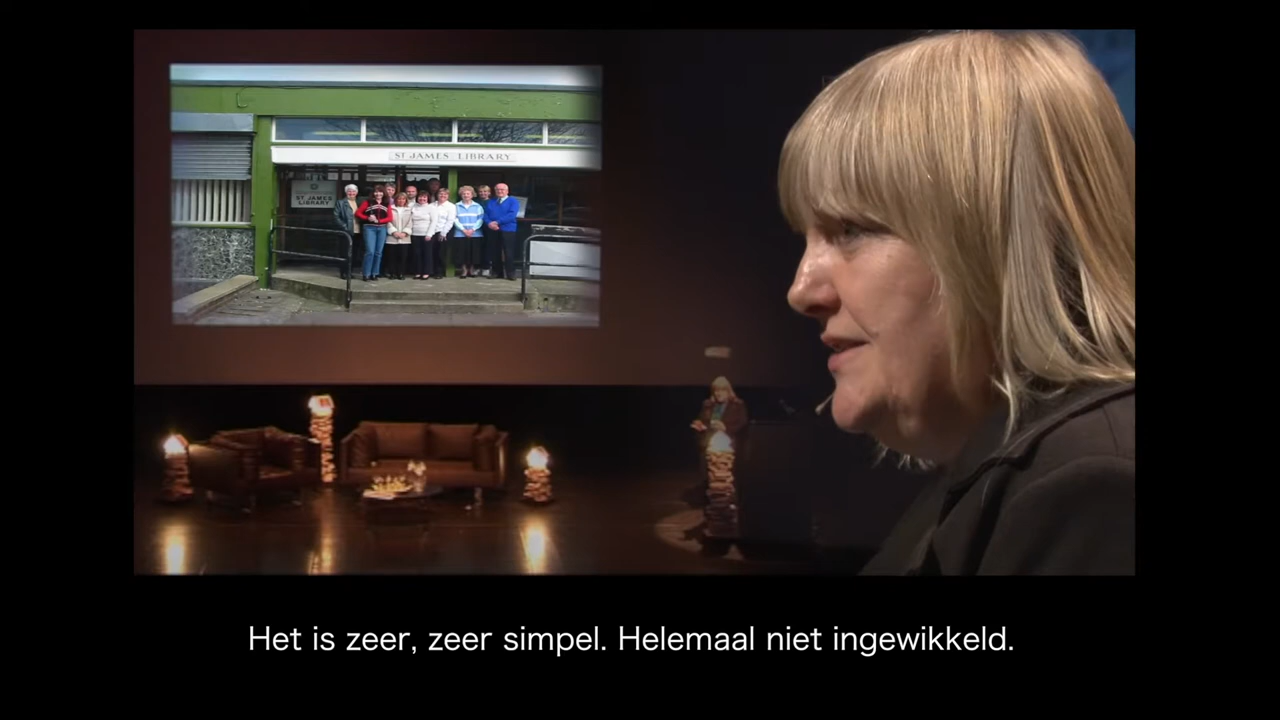 ST JAMES LIBRARY
ST JAMES
LIBRARY
Het is zeer, zeer simpel. Helemaal niet ingewikkeld.